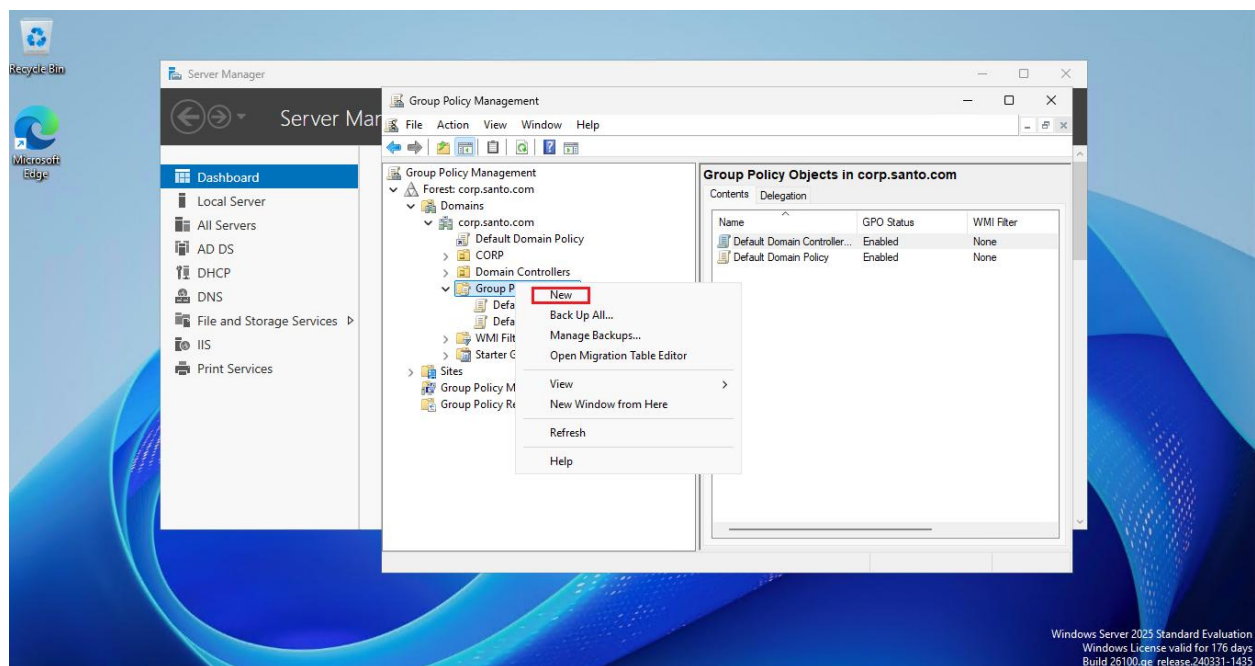 Recycle Bin
Microsoft
Edge
Server Manager
Server Mar
Dashboard
Local Server
All Servers
AD DS
DHCP
DNS
File and Storage Services
IIS
Print Services
Group Policy Management
File Action View Window Help
Group Policy Management
Forest: corp.santo.com
Domains
corp.santo.com
Default Domain Policy
CORP
Domain Controllers
Group P
Defa
Defa
WMI Filt
Starter G
Sites
Group Policy M
Group Policy Re
New
Back Up All...
Manage Backups...
Open Migration Table Editor
View
New Window from Here
Refresh
Help
Group Policy Objects in corp.santo.com
Contents Delegation
Name GPO Status WMI Filter
Default Domain Controller... Enabled None
Default Domain Policy Enabled None
Windows Server 2025 Standard Evaluation
Windows License valid for 176 days
Build 26100.ge_release.240331-1435